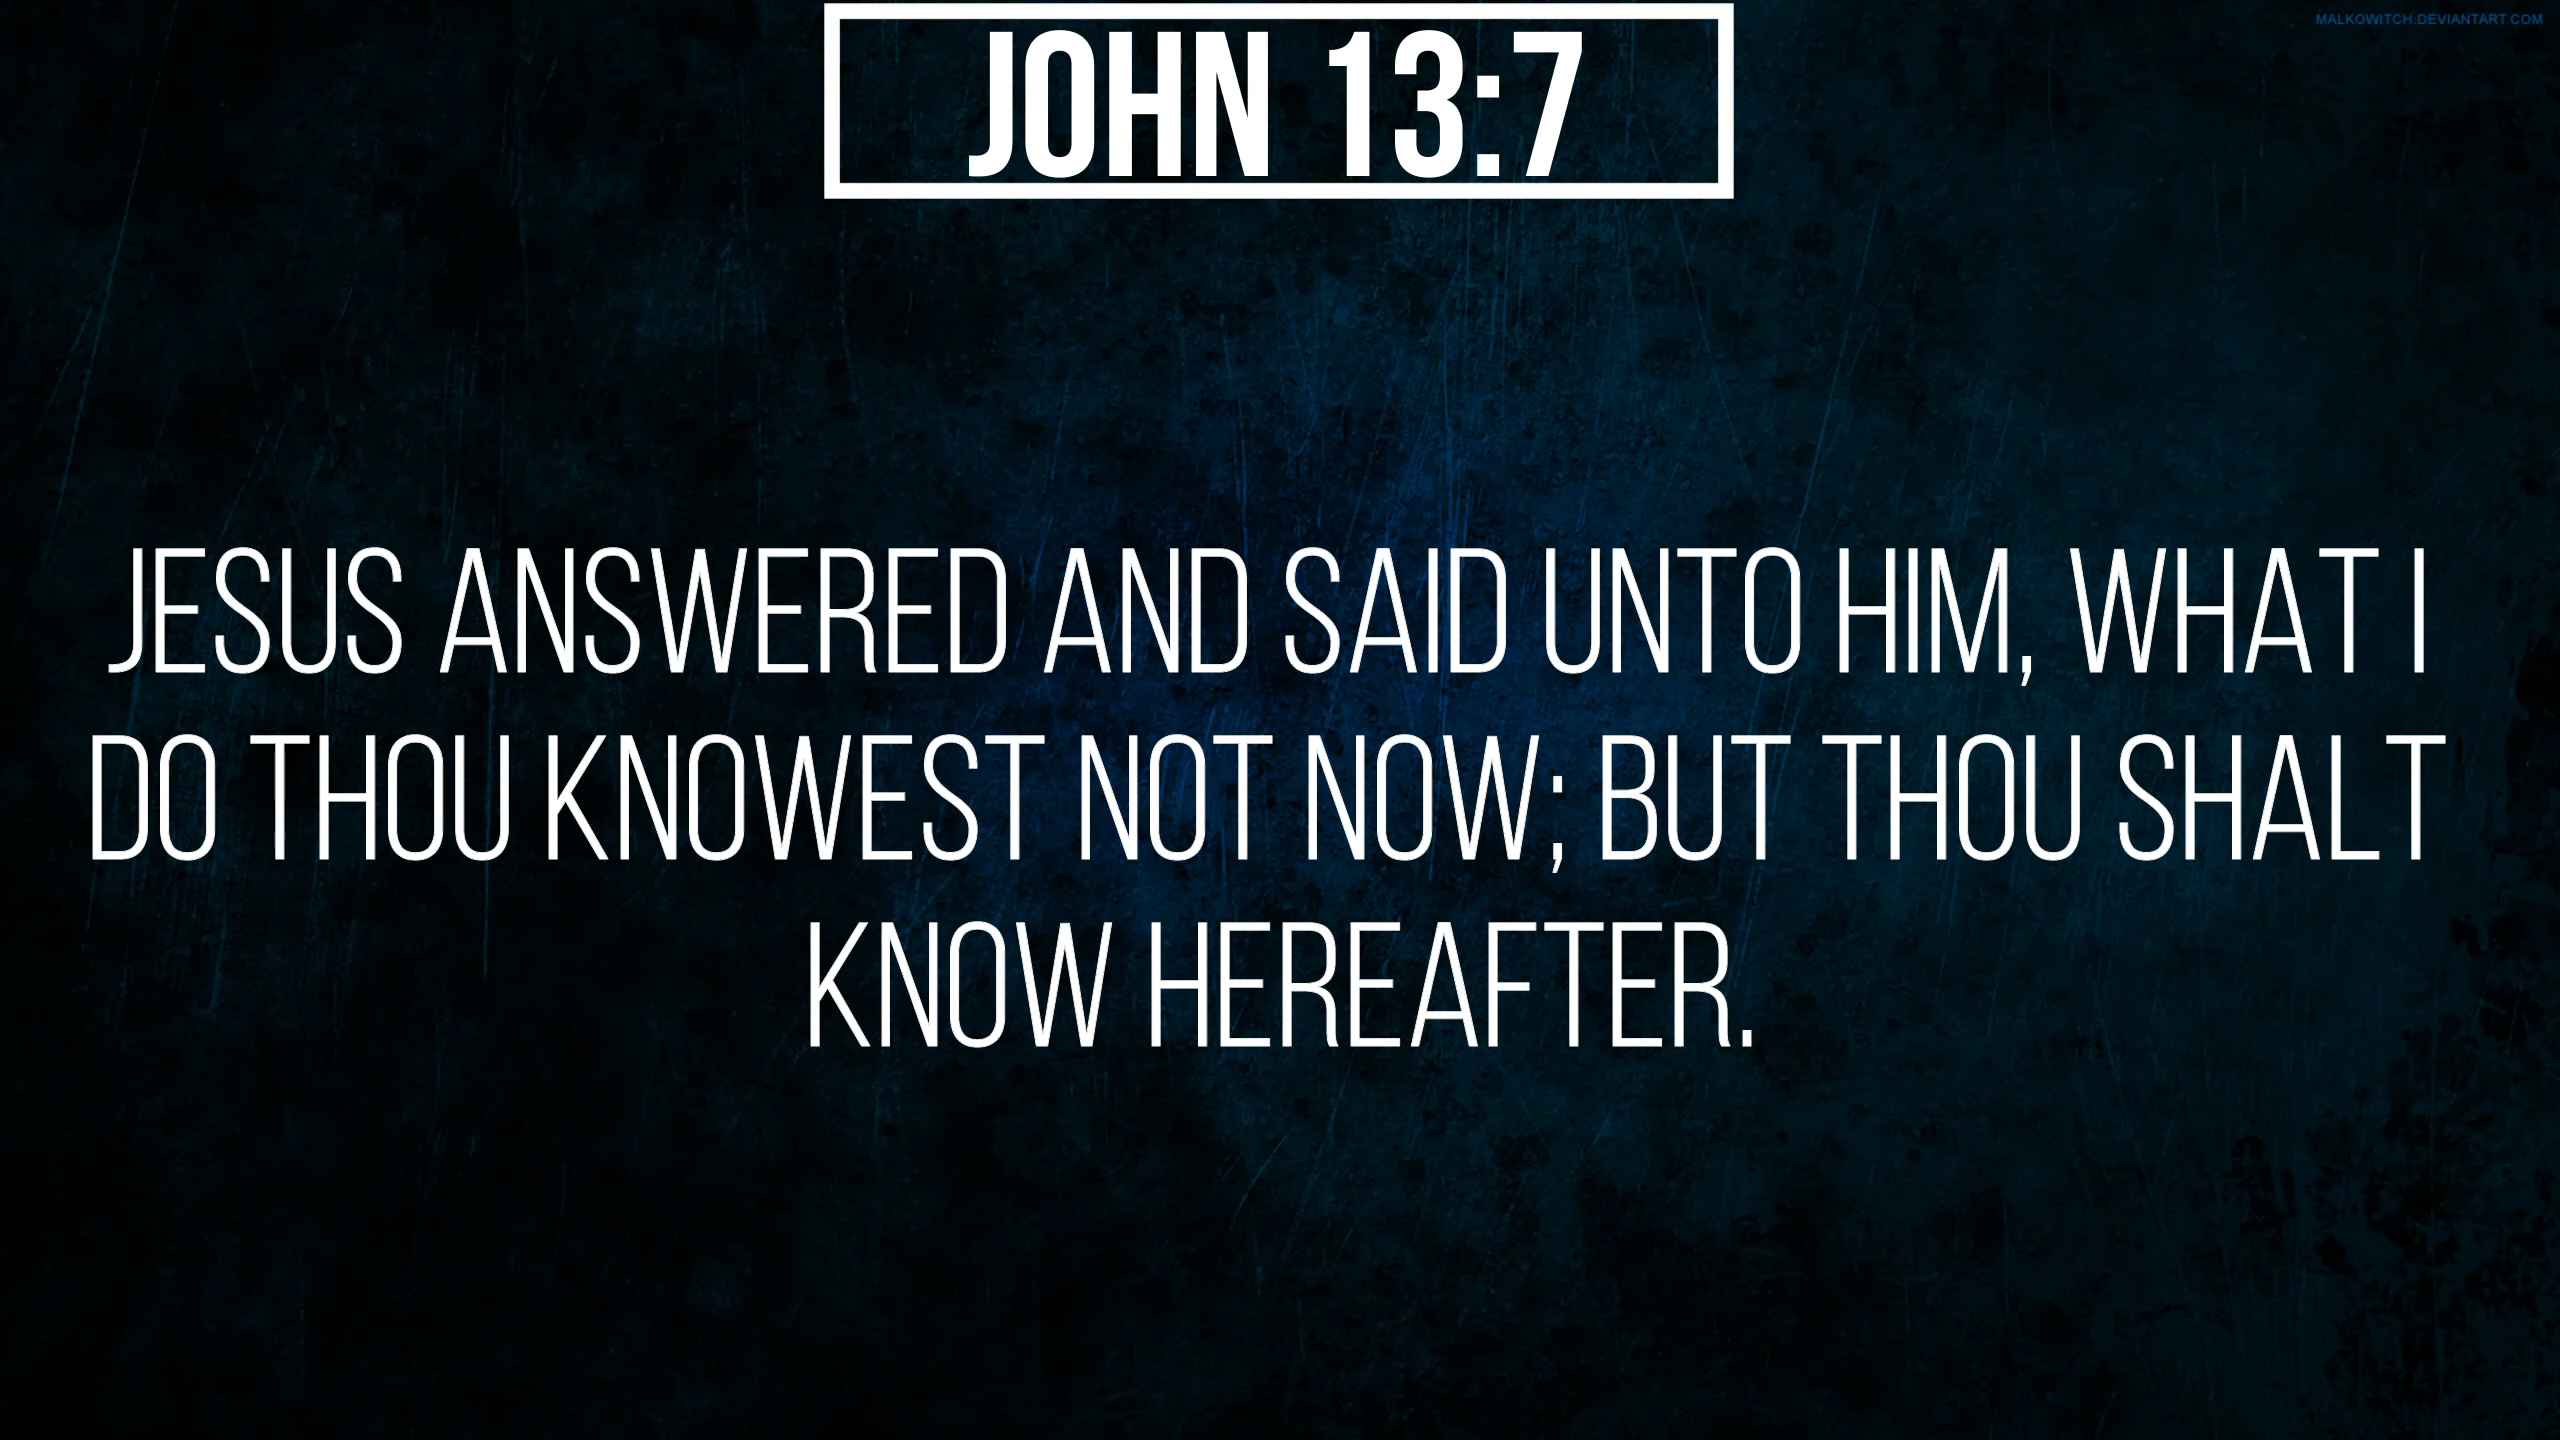 MALKOWITCH.DEVIANTART.COM
JOHN 13:7
JESUS ANSWERED AND SAID UNTO HIM, WHAT I
DO THOU KNOWEST NOT NOW; BUT THOU SHALT
KNOW HEREAFTER.